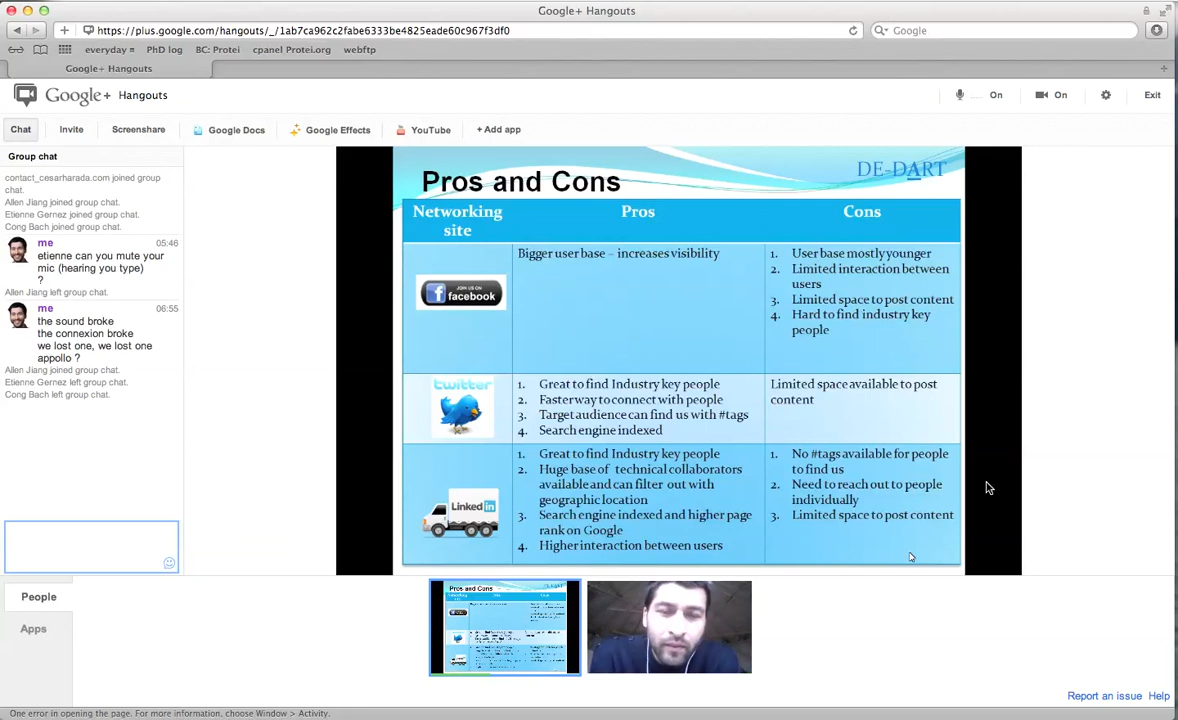 Google+ Hangouts
https://plus.google.com/hangouts/_/1ab7ca962c2fabe6333be4825eade60c967f3df0
Google
everyday
PhD log
BC: Protei
cpanel Protei.org
webftp
Google+ Hangouts
Google+ Hangouts
On
On
Exit
Chat
Invite
Screenshare
Google Docs
Google Effects
YouTube
+ Add app
Group chat
contact_cesarharada.com joined group
chat.
Allen Jiang joined group chat.
Etienne Gernez joined group chat.
Cong Bach joined group chat.
me 05:46
etienne can you mute your
mic (hearing you type)
?
Allen Jiang left group chat.
me 06:55
the sound broke
the connexion broke
we lost one, we lost one
appollo ?
Allen Jiang joined group chat.
Etienne Gernez left group chat.
Cong Bach left group chat.
Pros and Cons
DE-DART
Networking
site
Pros
Cons
JOIN US ON
facebook
Bigger user base – increases visibility
1. User base mostly younger
2. Limited interaction between
users
3. Limited space to post content
4. Hard to find industry key
people
twitter
1. Great to find Industry key people
2. Faster way to connect with people
3. Target audience can find us with #tags
4. Search engine indexed
Limited space available to post
content
Linked in
1. Great to find Industry key people
2. Huge base of technical collaborators
available and can filter out with
geographic location
3. Search engine indexed and higher page
rank on Google
4. Higher interaction between users
1. No #tags available for people
to find us
2. Need to reach out to people
individually
3. Limited space to post content
People
Apps
Pros and Cons
Report an issue Help
One error in opening the page. For more information, choose Window > Activity.